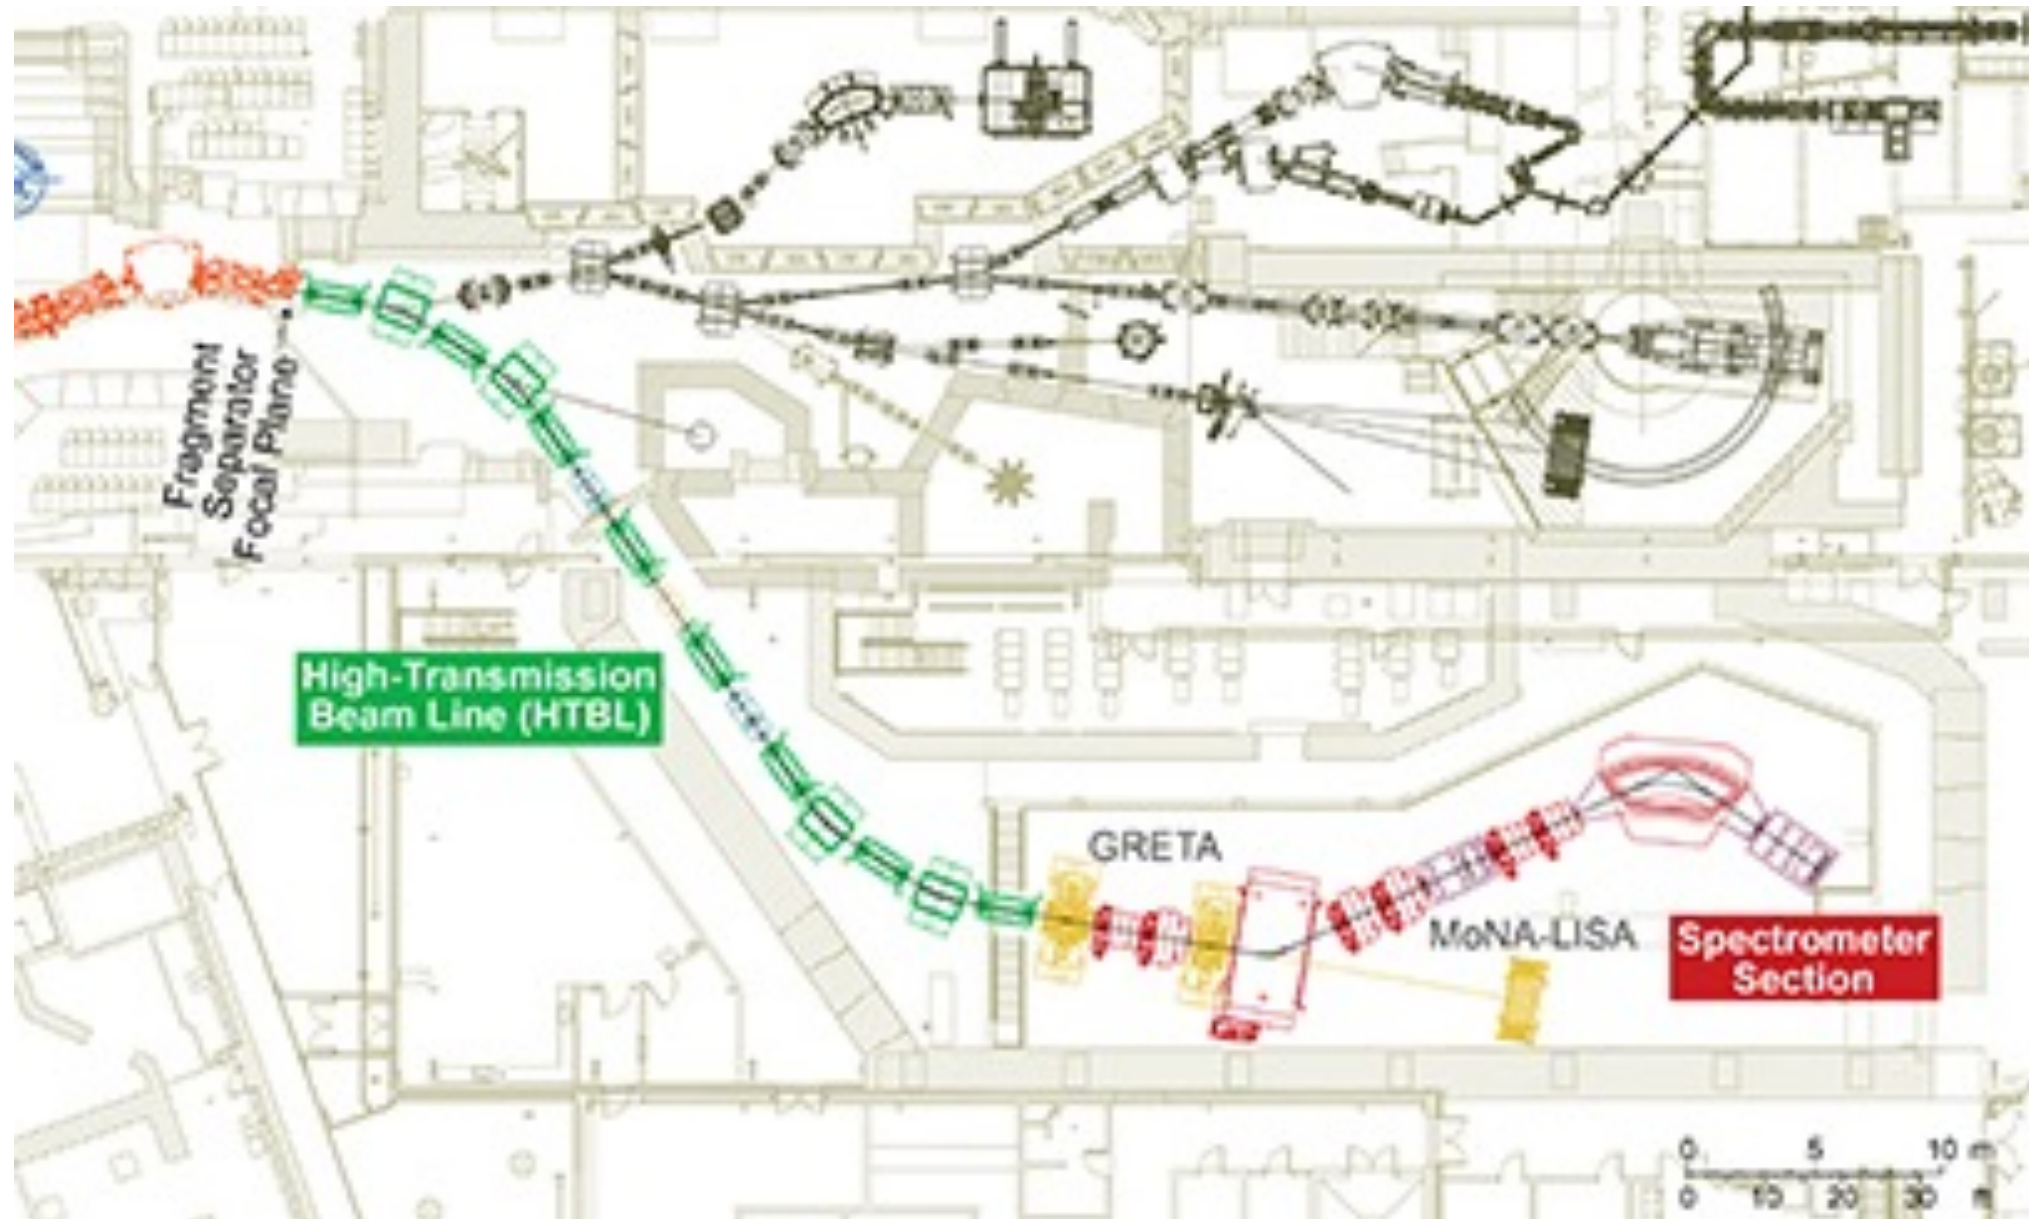 Fragment
Separator
Focal Plane
High-Transmission
Beam Line (HTBL)
GRETA
MoNA-LISA
Spectrometer
Section
0 5 10 m
0 10 20 30 ft